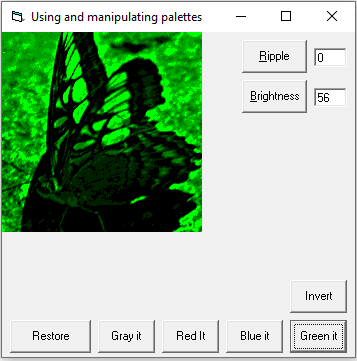 Using and manipulating palettes
Ripple 0
Brightness 56
Invert
Restore Gray it Red It Blue it Green it